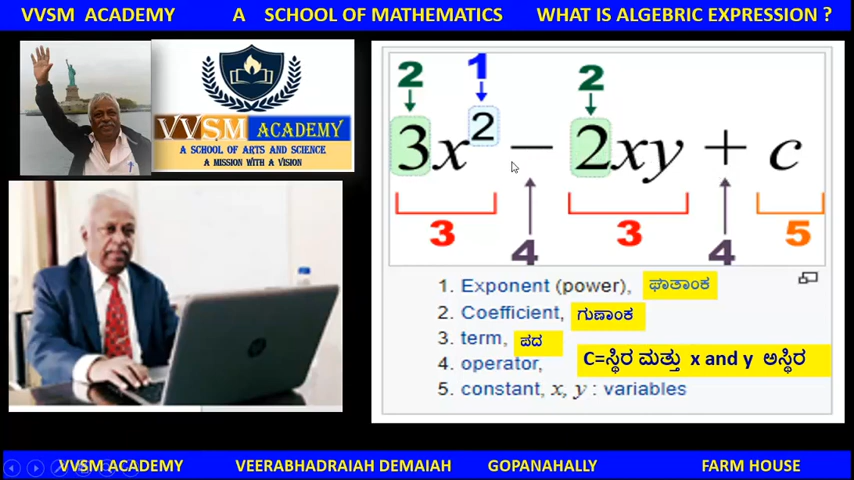 VVSM ACADEMY A SCHOOL OF MATHEMATICS WHAT IS ALGEBRIC EXPRESSION ?
VVSM ACADEMY
A SCHOOL OF ARTS AND SCIENCE
A MISSION WITH A VISION
2 1 2
3x² − 2xy + c
3 4 3 4 5
1. Exponent (power), ಘಾತಾಂಕ
2. Coefficient, ಗುಣಾಂಕ
3. term, ಪದ
4. operator, C=ಸ್ಥಿರ ಮತ್ತು x and y ಅಸ್ಥಿರ
5. constant, x, y : variables
VVSM ACADEMY VEERABHADRAIAH DEMAIAH GOPANAHALLY FARM HOUSE